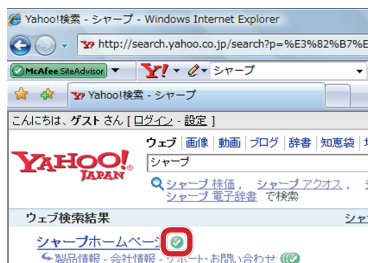 Yahoo!検索 - シャープ - Windows Internet Explorer
http://search.yahoo.co.jp/search?p=%E3%82%B7%E
McAfee SiteAdvisor Y! シャープ
Yahoo!検索 - シャープ
こんにちは、ゲスト さん [ ログイン - 設定 ]
ウェブ 画像 動画 ブログ 辞書 知恵袋
YAHOO! JAPAN
シャープ
シャープ 株価 , シャープ アクオス ,
シャープ 電子辞書 で検索
ウェブ検索結果 シャ
シャープホームページ
製品情報 - 会社情報 - サポート・お問い合わせ